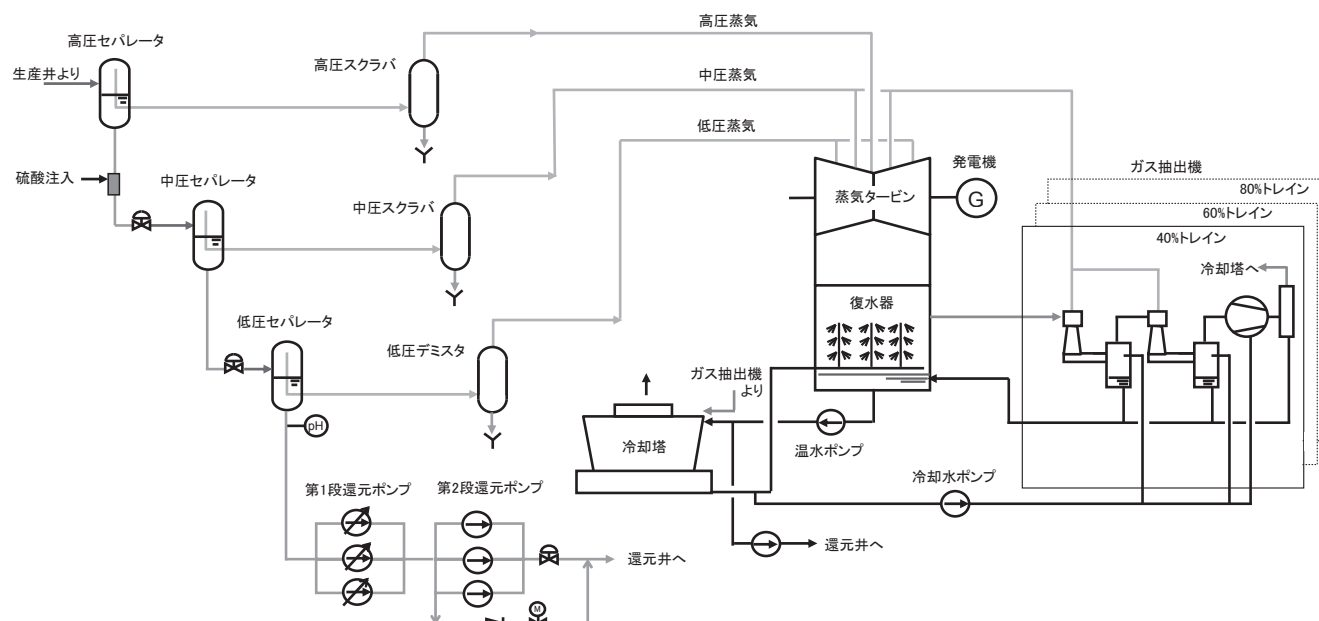 高圧蒸気
高圧セパレータ
生産井より
高圧スクラバ
中圧蒸気
低圧蒸気
硫酸注入
中圧セパレータ
中圧スクラバ
蒸気タービン
発電機
G
ガス抽出機
80%トレイン
60%トレイン
40%トレイン
冷却塔へ
低圧セパレータ
低圧デミスタ
復水器
ガス抽出機
より
pH
冷却塔
温水ポンプ
冷却水ポンプ
第1段還元ポンプ
第2段還元ポンプ
還元井へ
還元井へ
M